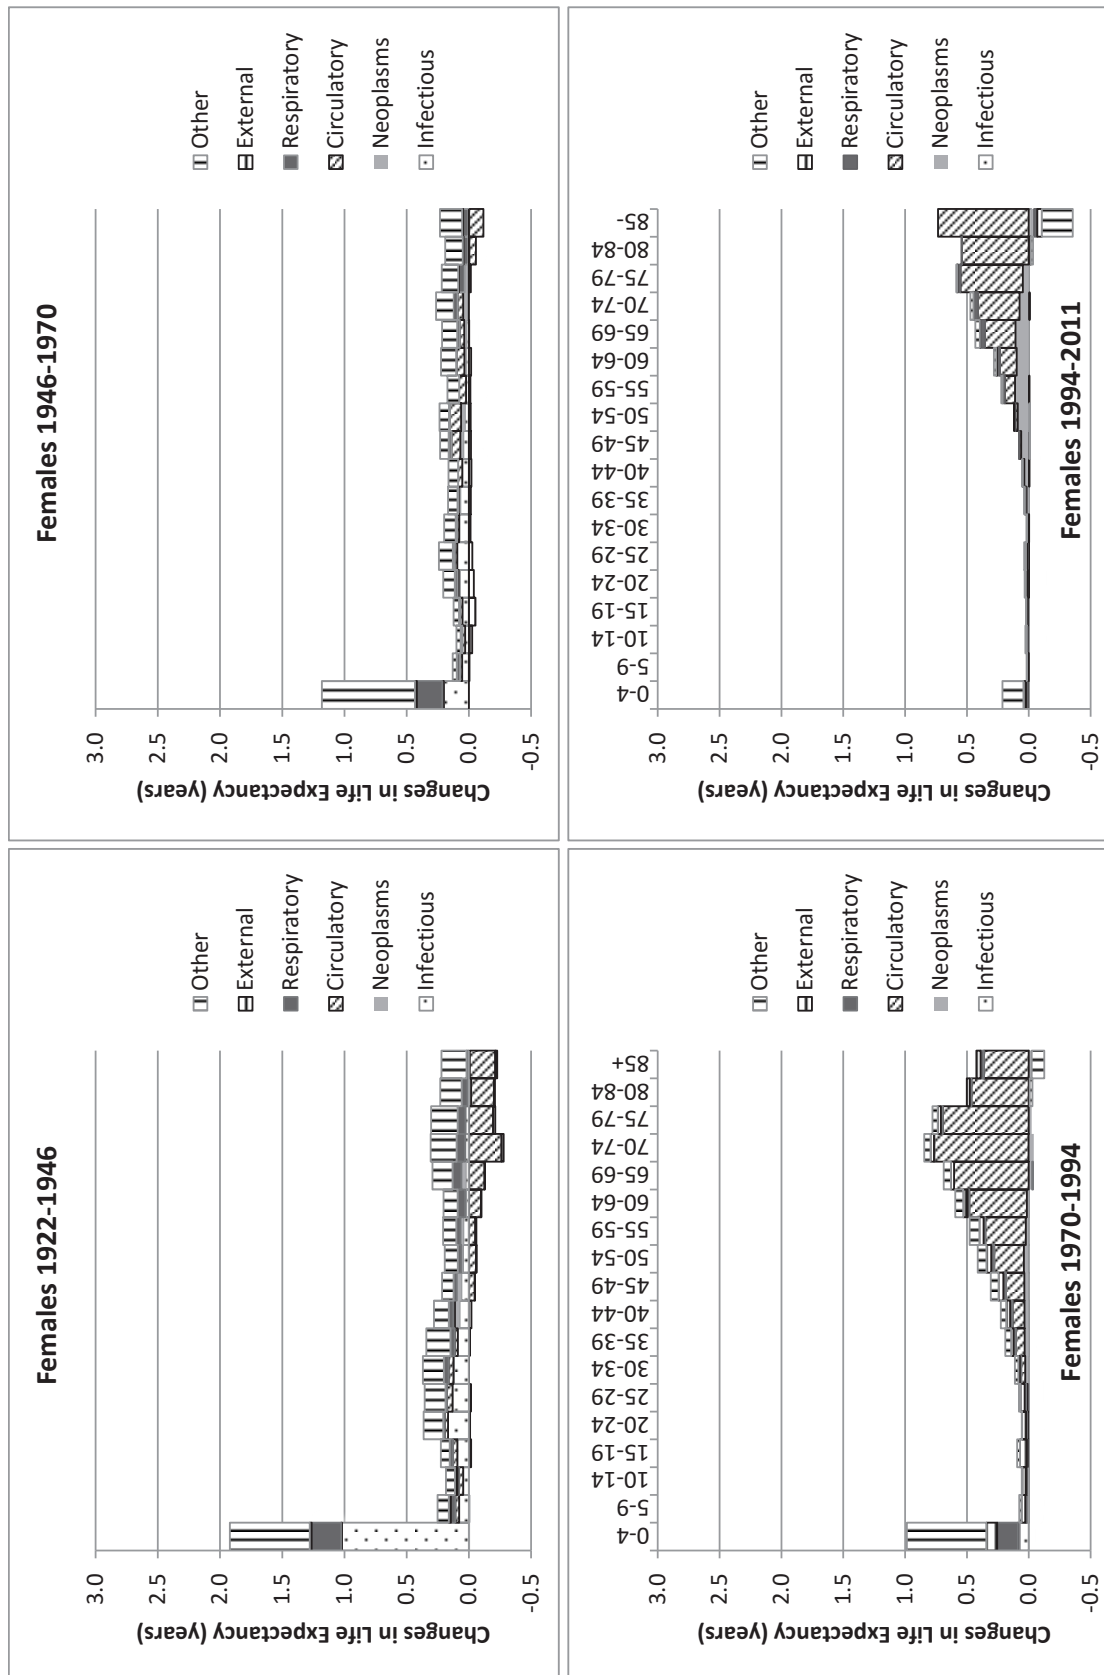 Females 1922-1946
3.0
2.5
2.0
1.5
1.0
0.5
0.0
-0.5
Changes in Life Expectancy (years)
Other
External
Respiratory
Circulatory
Neoplasms
Infectious
Females 1946-1970
3.0
2.5
2.0
1.5
1.0
0.5
0.0
-0.5
Changes in Life Expectancy (years)
Other
External
Respiratory
Circulatory
Neoplasms
Infectious
0-4
5-9
10-14
15-19
20-24
25-29
30-34
35-39
40-44
45-49
50-54
55-59
60-64
65-69
70-74
75-79
80-84
85+
3.0
2.5
2.0
1.5
1.0
0.5
0.0
-0.5
Changes in Life Expectancy (years)
Other
External
Respiratory
Circulatory
Neoplasms
Infectious
Females 1970-1994
0-4
5-9
10-14
15-19
20-24
25-29
30-34
35-39
40-44
45-49
50-54
55-59
60-64
65-69
70-74
75-79
80-84
85-
3.0
2.5
2.0
1.5
1.0
0.5
0.0
-0.5
Changes in Life Expectancy (years)
Other
External
Respiratory
Circulatory
Neoplasms
Infectious
Females 1994-2011